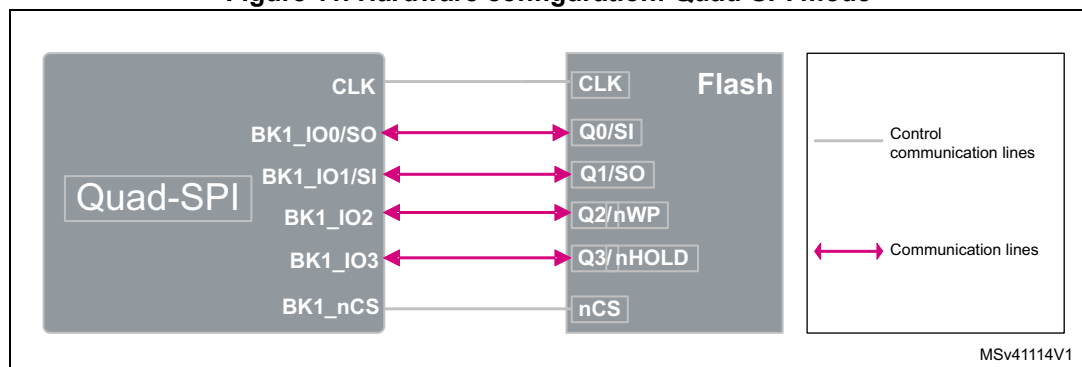 CLK
CLK
Flash
BK1_IO0/SO
Q0/SI
Control
communication lines
Quad-SPI
BK1_IO1/SI
Q1/SO
BK1_IO2
Q2/nWP
BK1_IO3
Q3/nHOLD
Communication lines
BK1_nCS
nCS
MSv41114V1